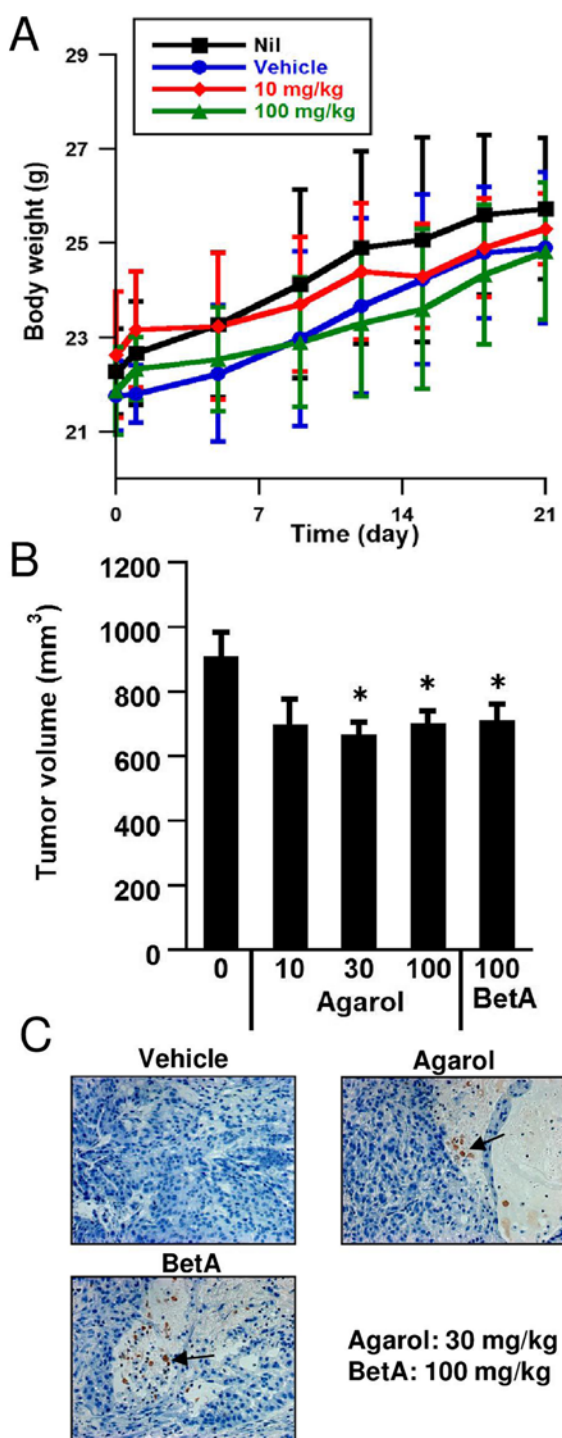 A
Nil
Vehicle
10 mg/kg
100 mg/kg
Body weight (g)
29
27
25
23
21
0 7 14 21
Time (day)
B
Tumor volume (mm³)
1200
1000
800
600
400
200
0
* * *
0 10 30 100 100
Agarol BetA
C
Vehicle Agarol
BetA
Agarol: 30 mg/kg
BetA: 100 mg/kg